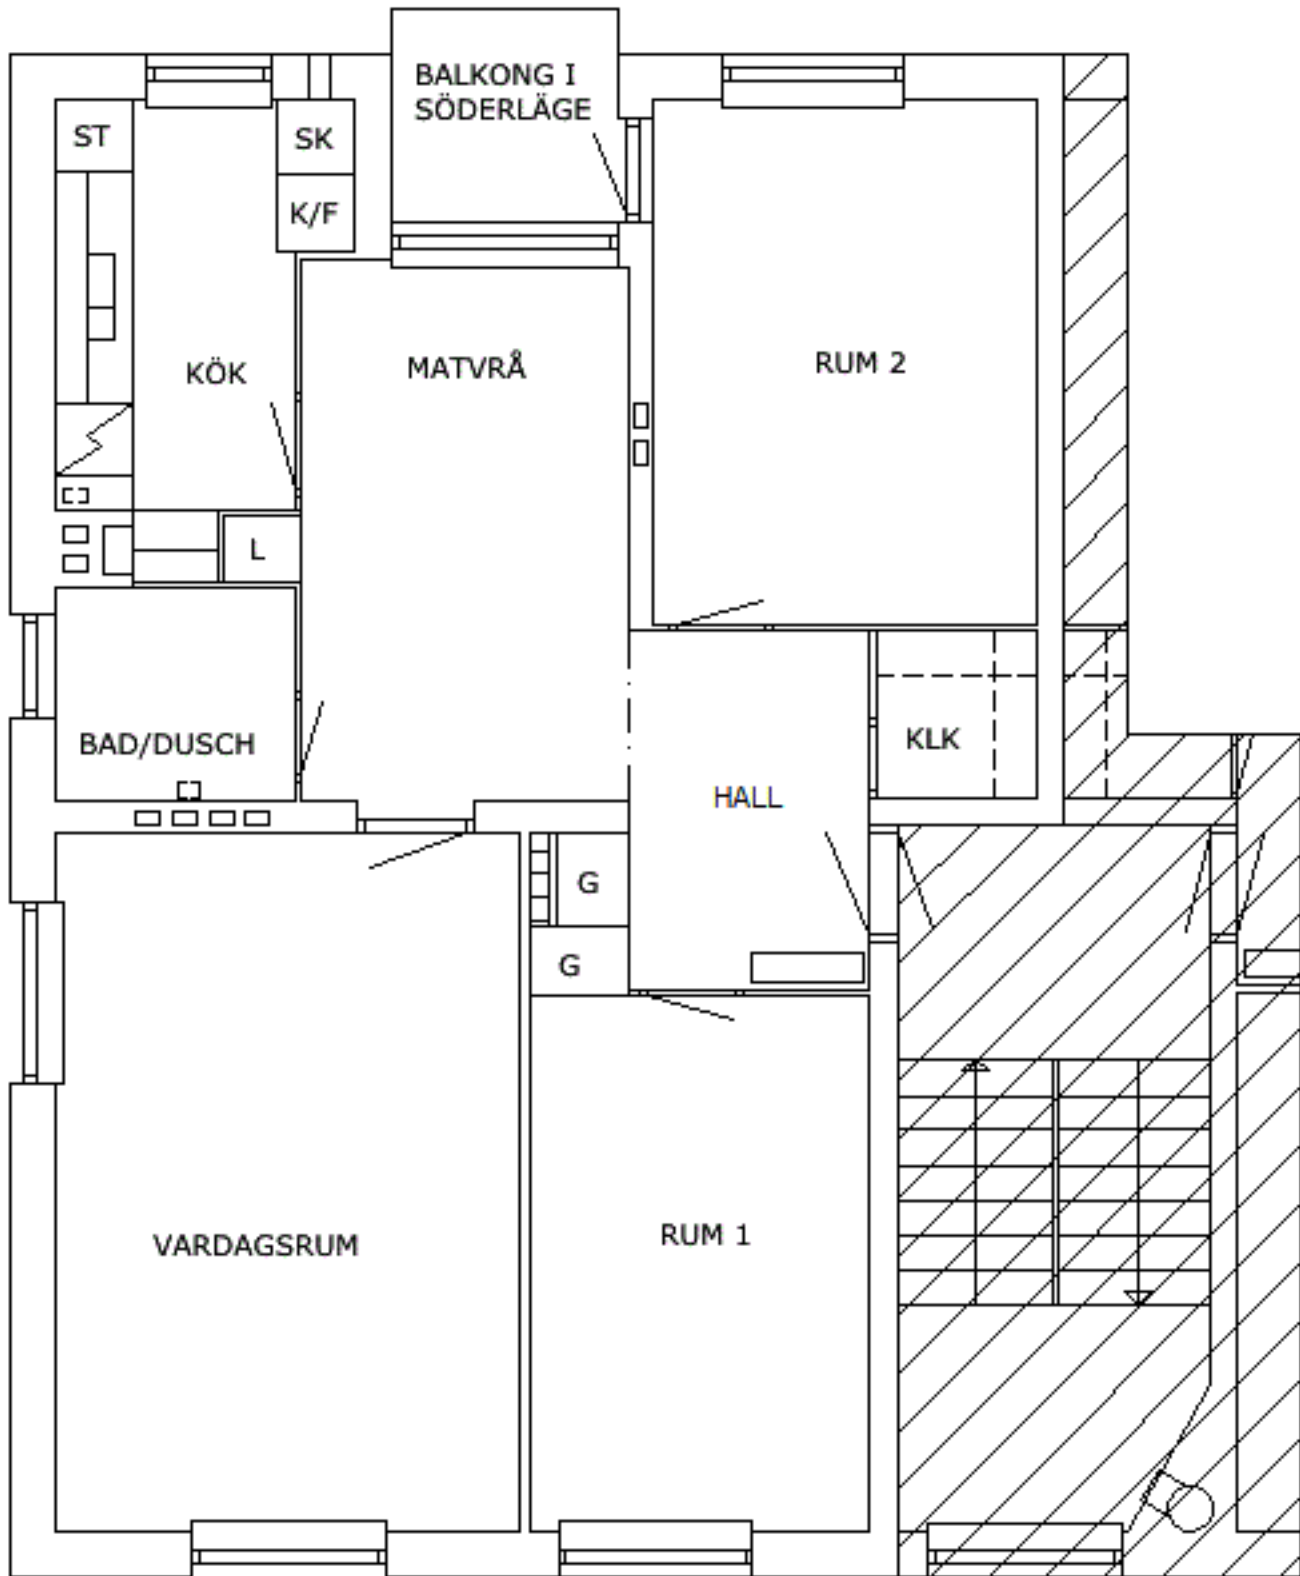 BALKONG I
SÖDERLÄGE
ST
SK
K/F
KÖK
MATVRÅ
RUM 2
L
BAD/DUSCH
KLK
HALL
G
G
VARDAGSRUM
RUM 1